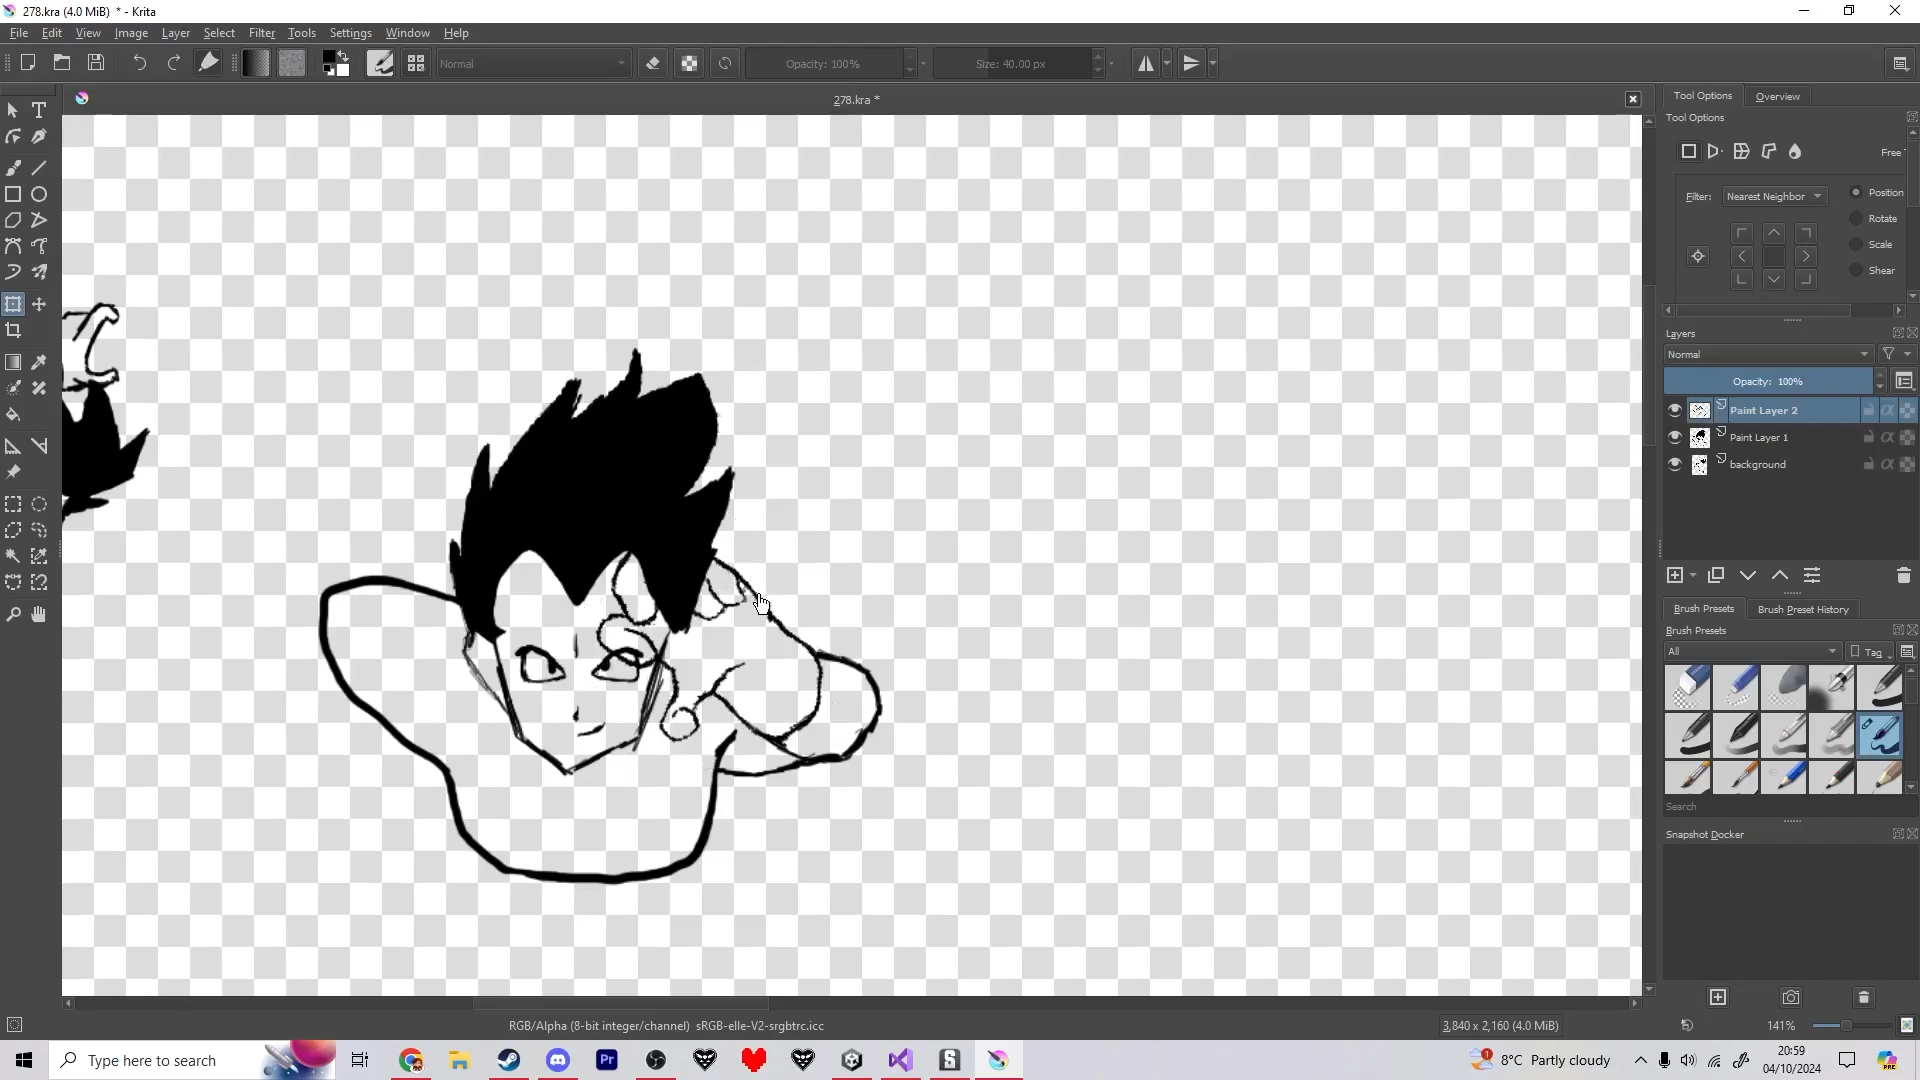 278.kra (4.0 MiB) * - Krita
File Edit View Image Layer Select Filter Tools Settings Window Help
Normal Opacity: 100% Size: 40.00 px
278.kra *
Tool Options Overview
Tool Options
Free
Filter: Nearest Neighbor Position
Rotate
Scale
Shear
Layers
Normal
Opacity: 100%
Paint Layer 2
Paint Layer 1
background
Brush Presets Brush Preset History
Brush Presets
All Tag
Search
Snapshot Docker
RGB/Alpha (8-bit integer/channel) sRGB-elle-V2-srgbtrc.icc 3,840 x 2,160 (4.0 MiB) 141%
Type here to search Pr S 1 8°C Partly cloudy 20:59
04/10/2024
PRE